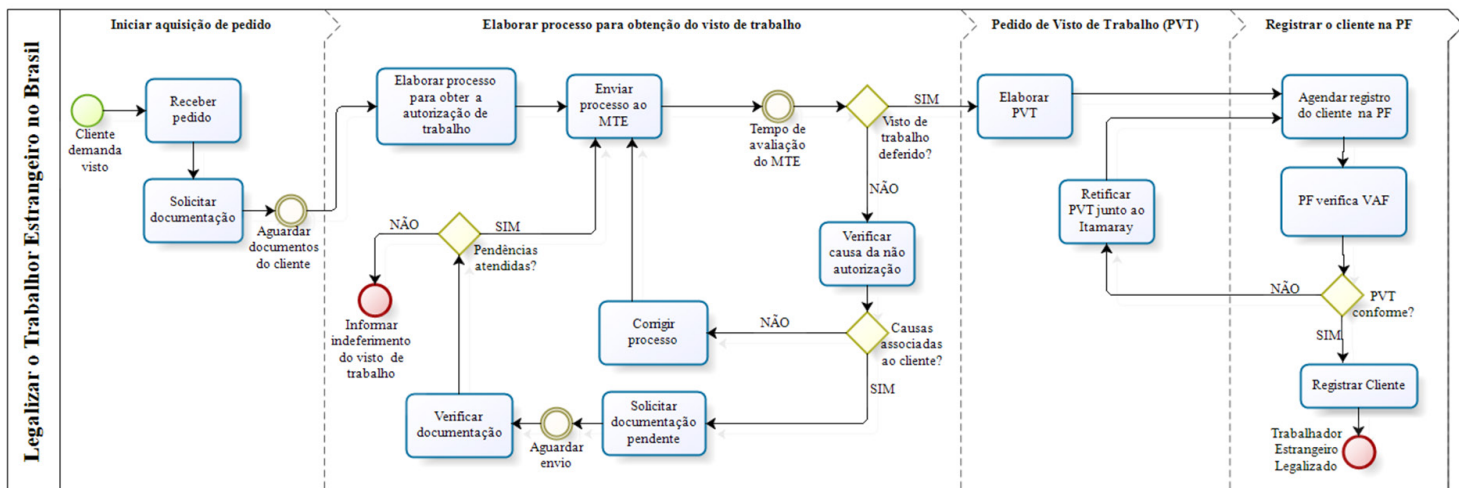 Legalizar o Trabalhor Estrangeiro no Brasil
Iniciar aquisição de pedido
Elaborar processo para obtenção do visto de trabalho
Pedido de Visto de Trabalho (PVT)
Registrar o cliente na PF
Cliente
demanda
visto
Receber
pedido
Solicitar
documentação
Aguardar
documentos
do cliente
Elaborar processo
para obter a
autorização de
trabalho
Enviar
processo ao
MTE
Tempo de
avaliação
do MTE
Visto de
trabalho
deferido?
SIM
NÃO
Verificar
causa da não
autorização
Causas
associadas
ao cliente?
NÃO
SIM
Corrigir
processo
Solicitar
documentação
pendente
Aguardar
envio
Verificar
documentação
Pendências
atendidas?
NÃO
SIM
Informar
indeferimento
do visto de
trabalho
Elaborar
PVT
Retificar
PVT junto ao
Itamaray
Agendar registro
do cliente na PF
PF verifica VAF
PVT
conforme?
NÃO
SIM
Registrar Cliente
Trabalhador
Estrangeiro
Legalizado